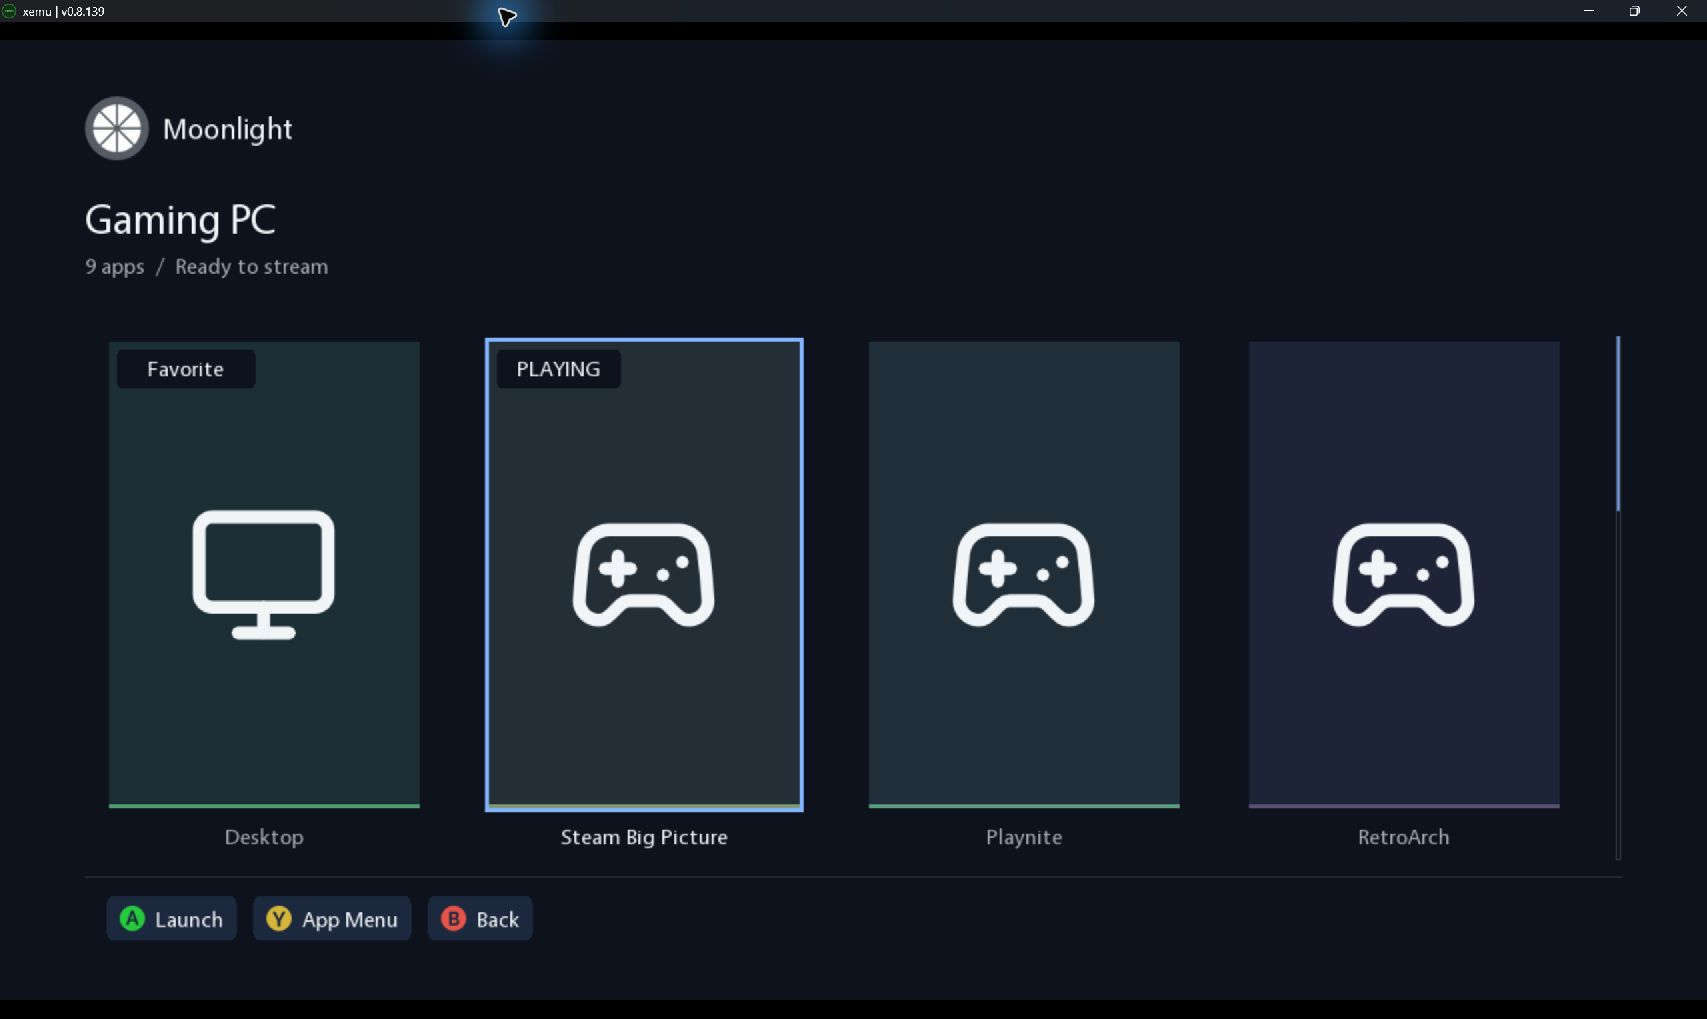 xemu | v0.8.139
Moonlight
Gaming PC
9 apps / Ready to stream
Favorite
PLAYING
Desktop
Steam Big Picture
Playnite
RetroArch
A Launch
Y App Menu
B Back